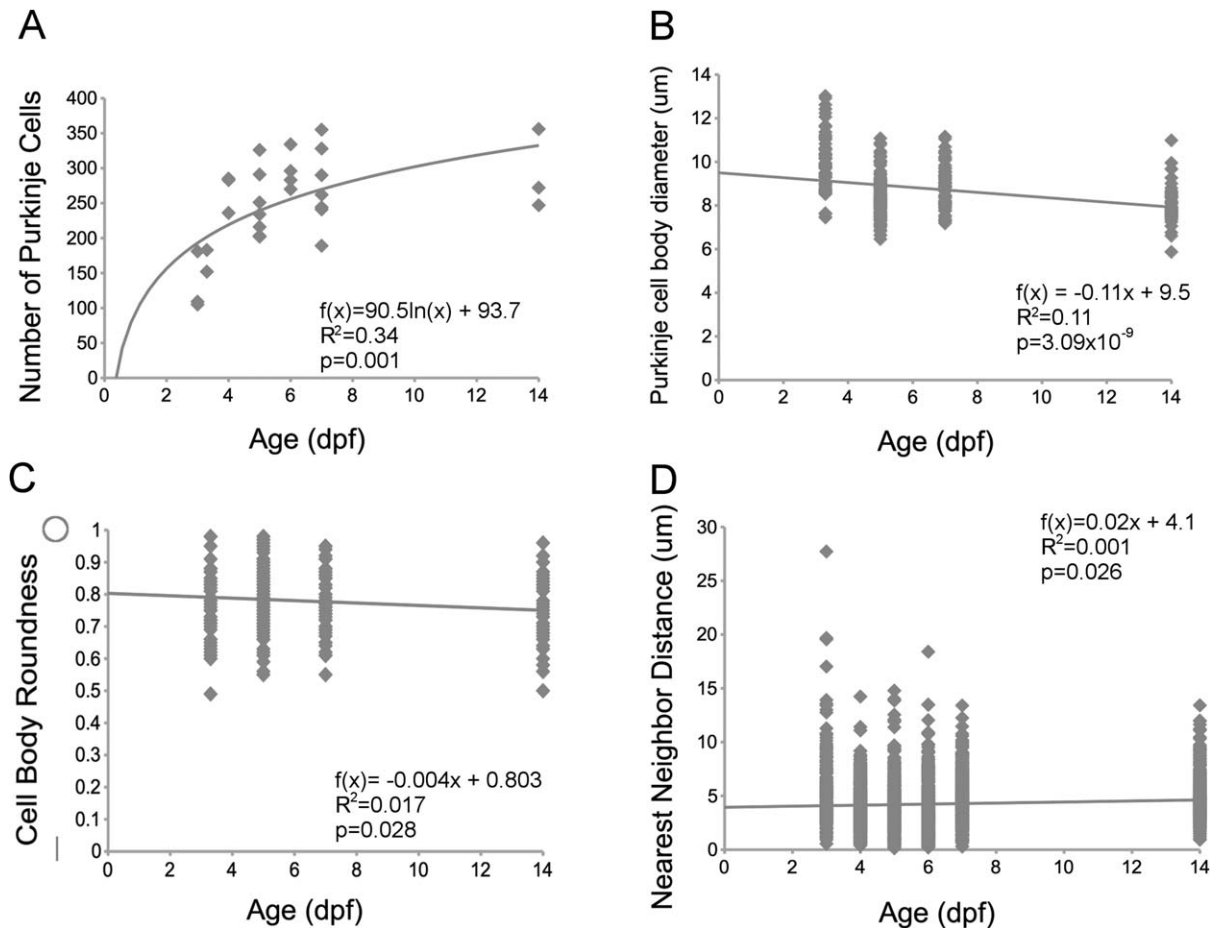 A
Number of Purkinje Cells
400
350
300
250
200
150
100
50
0
0 2 4 6 8 10 12 14
f(x)=90.5ln(x) + 93.7
R²=0.34
p=0.001
Age (dpf)
B
Purkinje cell body diameter (um)
14
12
10
8
6
4
2
0
0 2 4 6 8 10 12 14
f(x) = -0.11x + 9.5
R²=0.11
p=3.09x10⁻⁹
Age (dpf)
C
Cell Body Roundness
1
0.9
0.8
0.7
0.6
0.5
0.4
0.3
0.2
0.1
0
0 2 4 6 8 10 12 14
f(x)= -0.004x + 0.803
R²=0.017
p=0.028
Age (dpf)
D
Nearest Neighbor Distance (um)
30
25
20
15
10
5
0
0 2 4 6 8 10 12 14
f(x)=0.02x + 4.1
R²=0.001
p=0.026
Age (dpf)